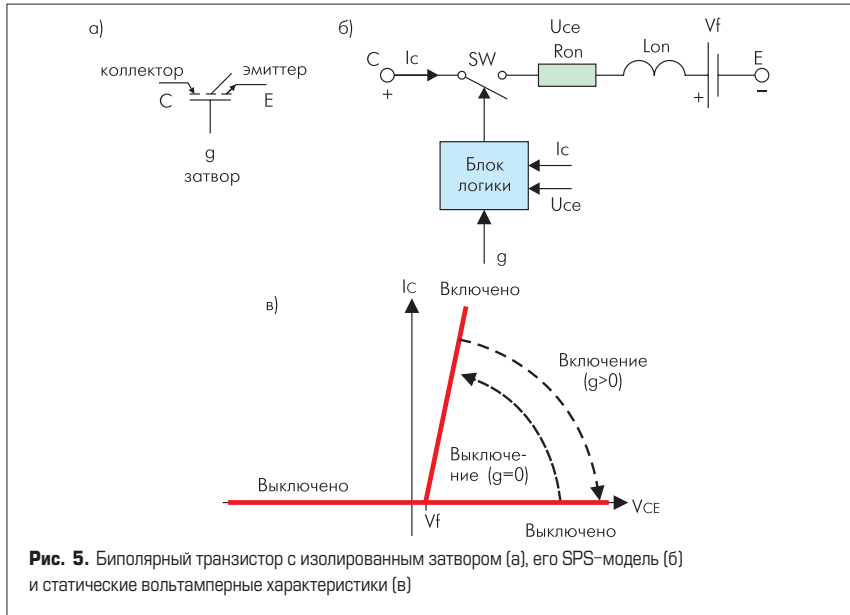 а)
коллектор
эмиттер
C
E
g
затвор
б)
C
Ic
SW
Uce
Ron
Lon
Vf
E
+
+
–
Блок
логики
Ic
Uce
g
в)
IC
Включено
Включение
(g>0)
Выключе-
ние (g=0)
Выключено
Vf
VCE
Выключено
Рис. 5. Биполярный транзистор с изолированным затвором (а), его SPS–модель (б)
и статические вольтамперные характеристики (в)